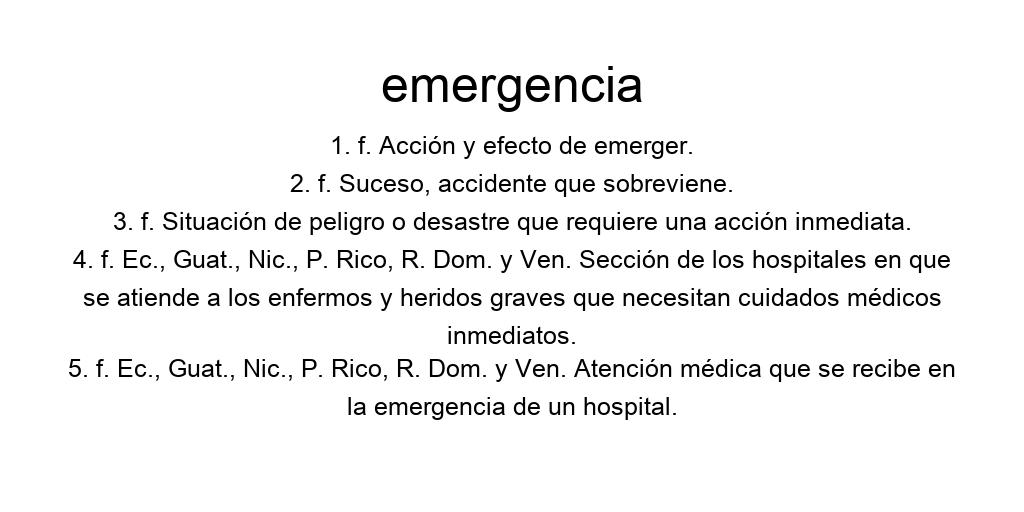 emergencia
1. f. Acción y efecto de emerger.
2. f. Suceso, accidente que sobreviene.
3. f. Situación de peligro o desastre que requiere una acción inmediata.
4. f. Ec., Guat., Nic., P. Rico, R. Dom. y Ven. Sección de los hospitales en que
se atiende a los enfermos y heridos graves que necesitan cuidados médicos
inmediatos.
5. f. Ec., Guat., Nic., P. Rico, R. Dom. y Ven. Atención médica que se recibe en
la emergencia de un hospital.